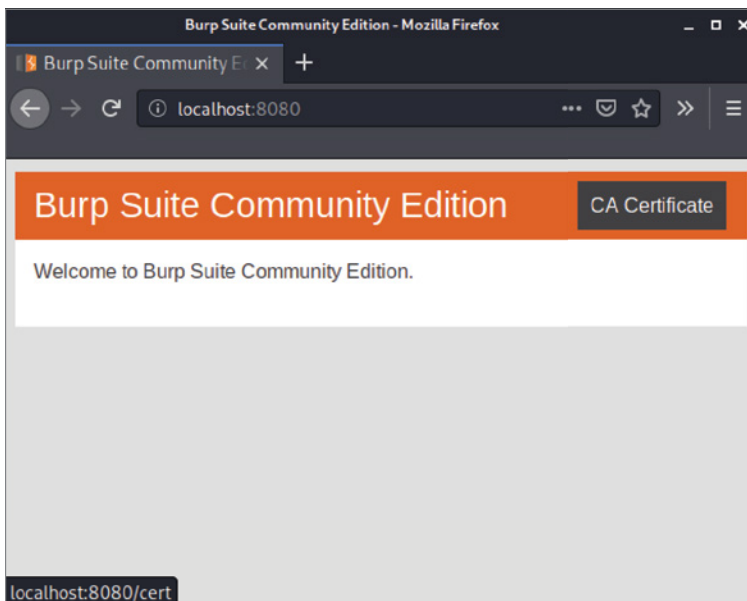 Burp Suite Community Edition - Mozilla Firefox
Burp Suite Community E
localhost:8080
Burp Suite Community Edition
CA Certificate
Welcome to Burp Suite Community Edition.
localhost:8080/cert